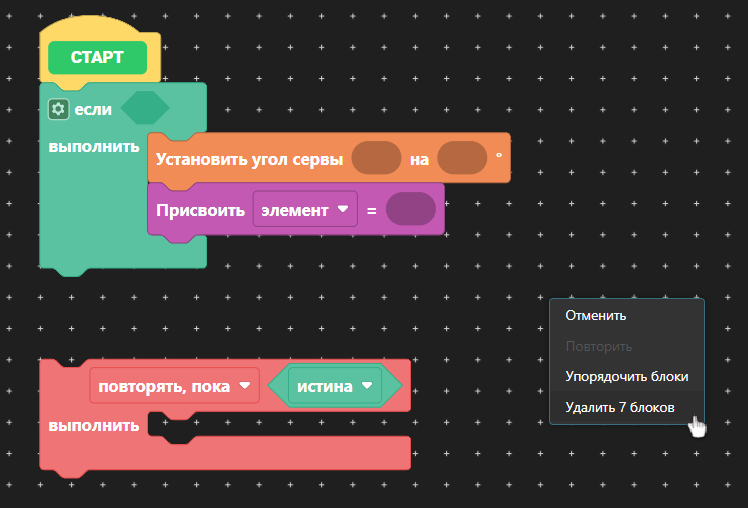 СТАРТ
если
выполнить
Установить угол сервы на °
Присвоить элемент =
повторять, пока истина
выполнить
Отменить
Повторить
Упорядочить блоки
Удалить 7 блоков